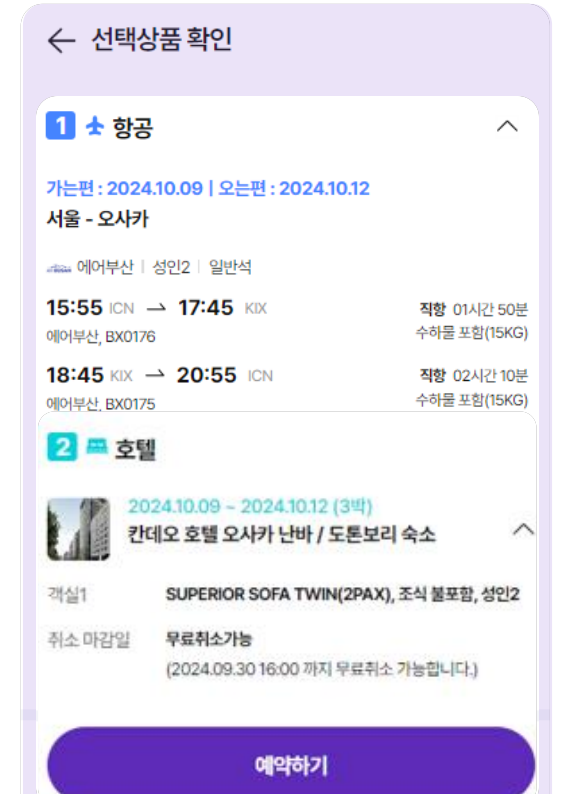 ← 선택상품 확인
1 항공
가는편 : 2024.10.09 | 오는편 : 2024.10.12
서울 - 오사카
에어부산 | 성인2 | 일반석
15:55 ICN → 17:45 KIX 직항 01시간 50분
에어부산, BX0176 수하물 포함(15KG)
18:45 KIX → 20:55 ICN 직항 02시간 10분
에어부산, BX0175 수하물 포함(15KG)
2 호텔
2024.10.09 ~ 2024.10.12 (3박)
칸데오 호텔 오사카 난바 / 도톤보리 숙소
객실1 SUPERIOR SOFA TWIN(2PAX), 조식 불포함, 성인2
취소 마감일 무료취소가능
(2024.09.30 16:00 까지 무료취소 가능합니다.)
예약하기